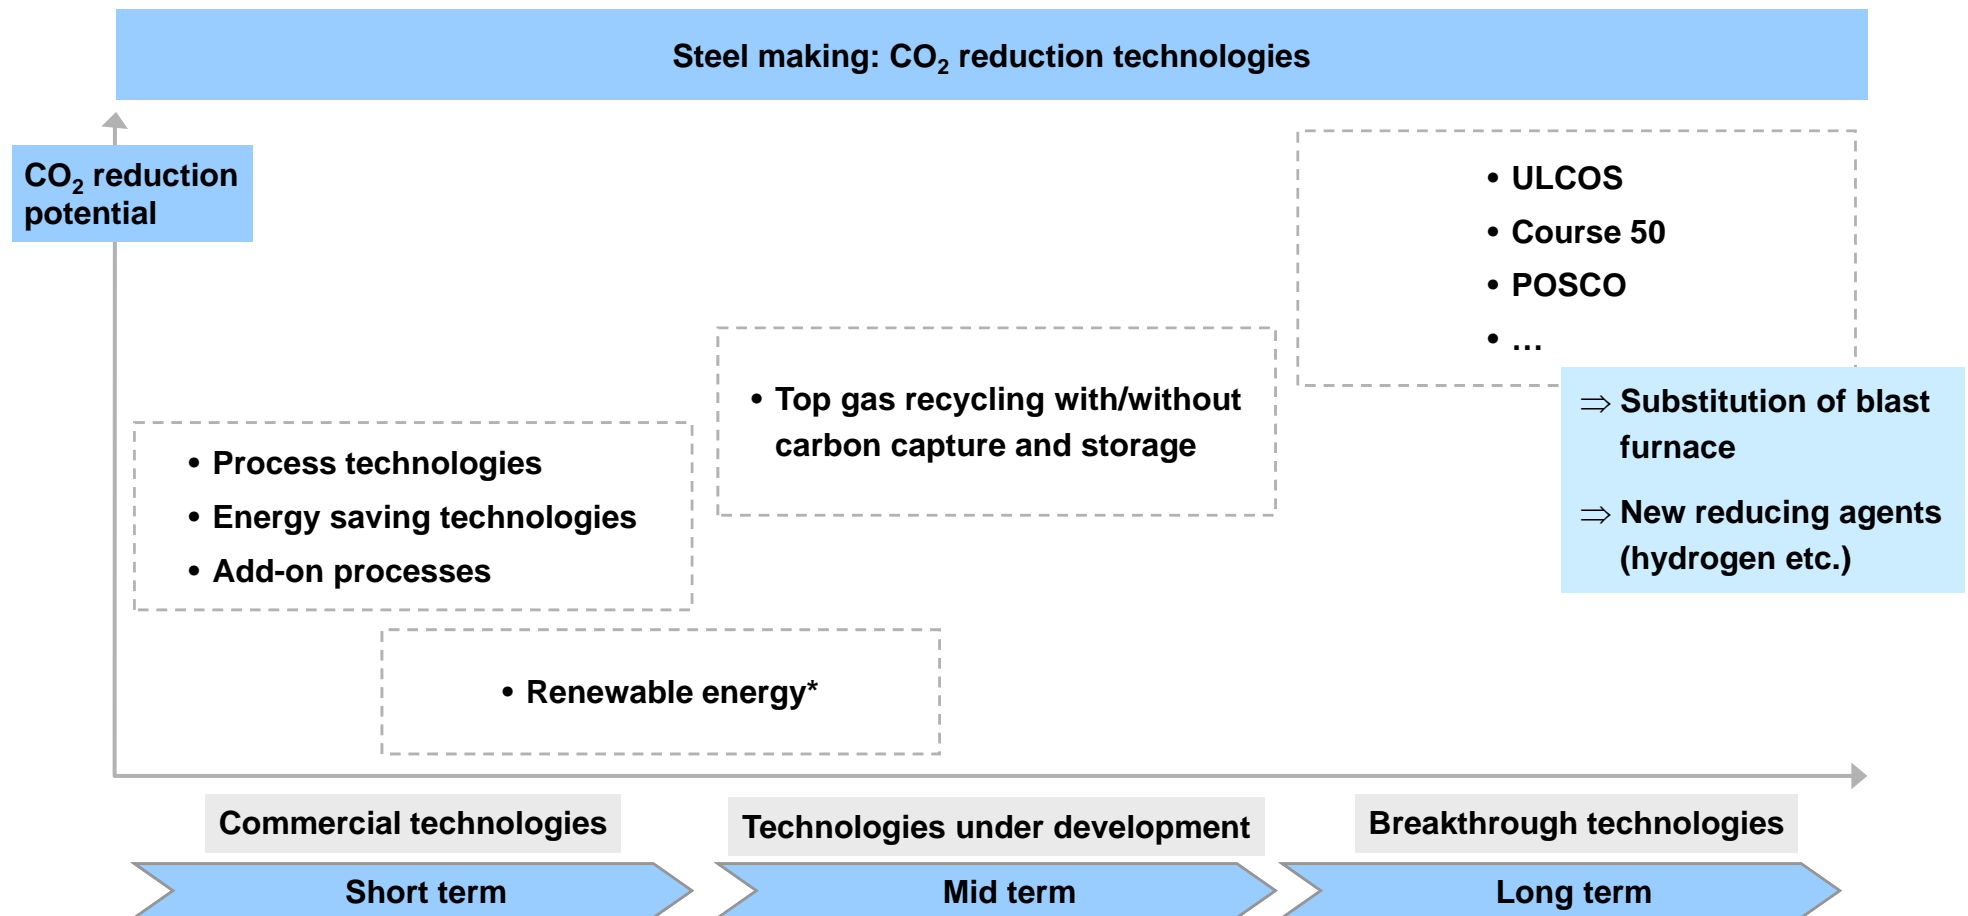 Steel making: CO₂ reduction technologies
CO₂ reduction
potential
• ULCOS
• Course 50
• POSCO
• …
⇒ Substitution of blast
furnace
⇒ New reducing agents
(hydrogen etc.)
• Top gas recycling with/without
carbon capture and storage
• Process technologies
• Energy saving technologies
• Add-on processes
• Renewable energy*
Commercial technologies
Technologies under development
Breakthrough technologies
Short term
Mid term
Long term